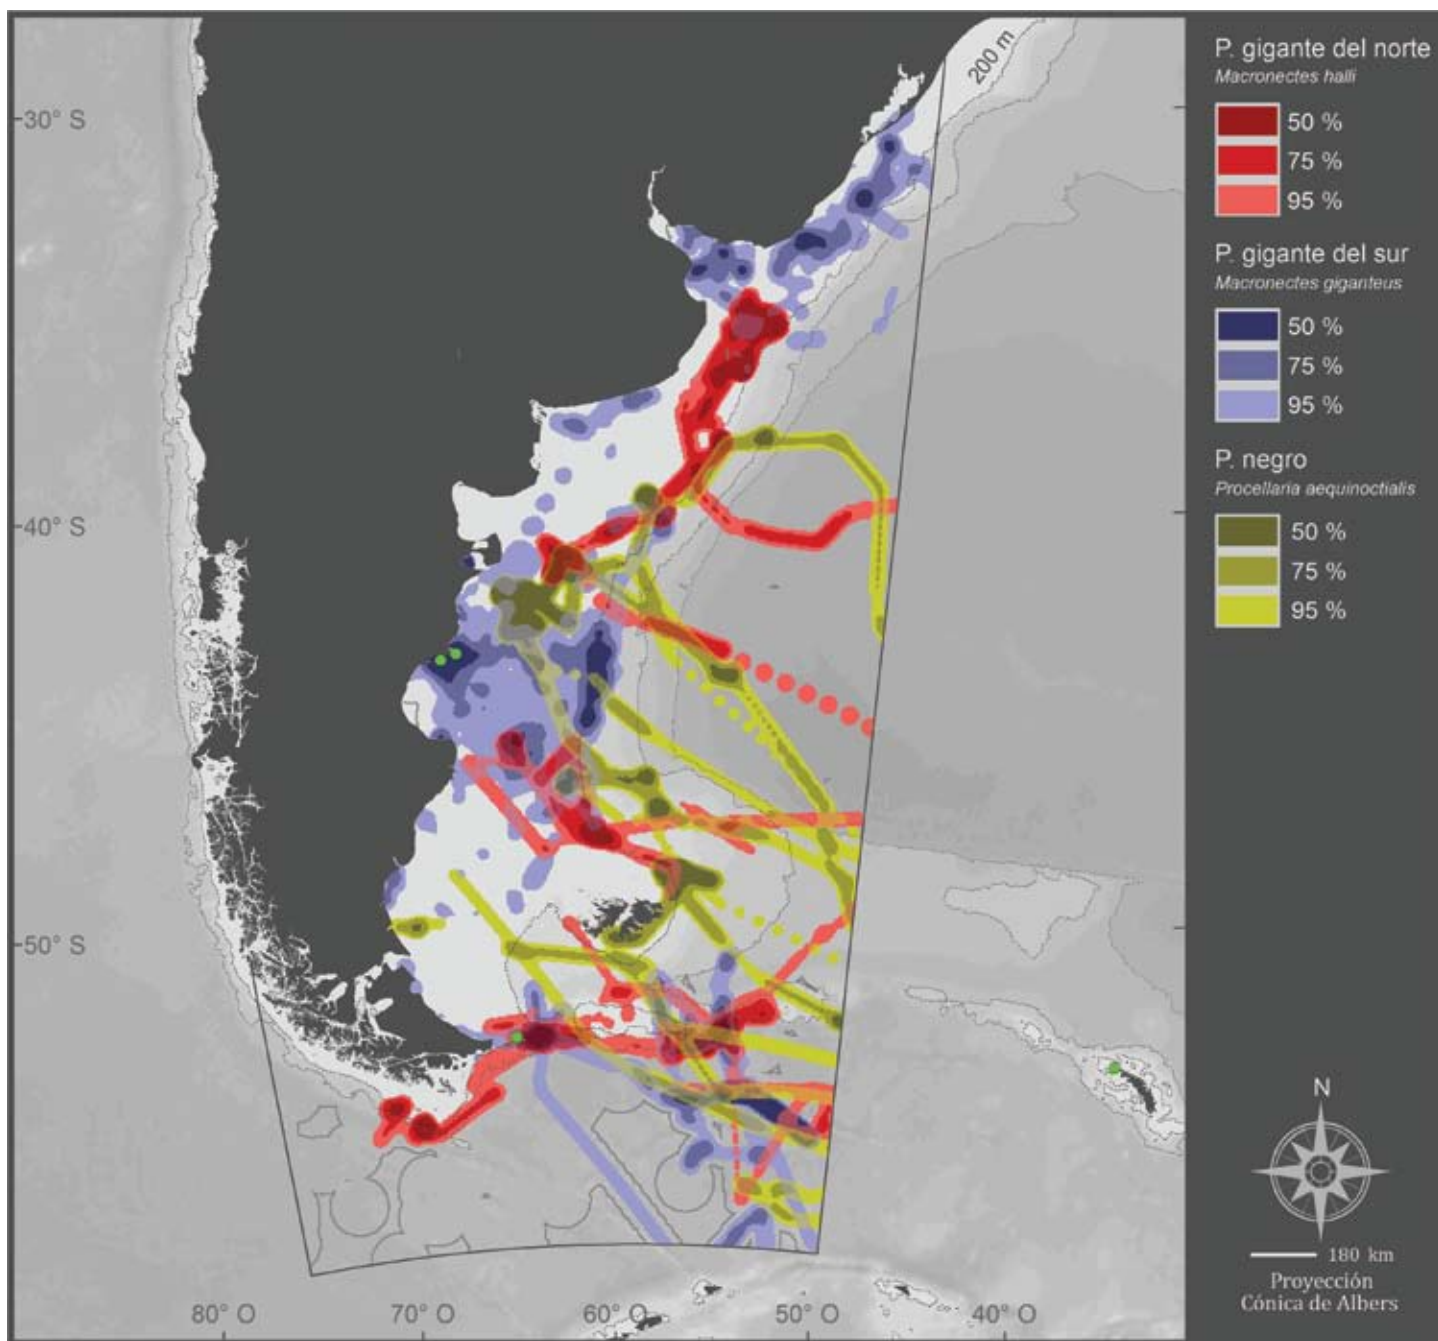 200 m
30° S
40° S
50° S
80° O
70° O
60° O
50° O
40° O
P. gigante del norte
Macronectes halli
50 %
75 %
95 %
P. gigante del sur
Macronectes giganteus
50 %
75 %
95 %
P. negro
Procellaria aequinoctialis
50 %
75 %
95 %
N
180 km
Proyección
Cónica de Albers